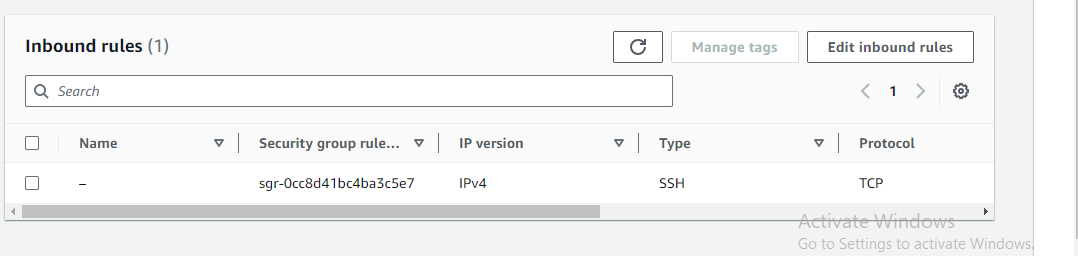 Inbound rules (1)
Manage tags
Edit inbound rules
Search
1
Name Security group rule... IP version Type Protocol
– sgr-0cc8d41bc4ba3c5e7 IPv4 SSH TCP
Activate Windows
Go to Settings to activate Windows.